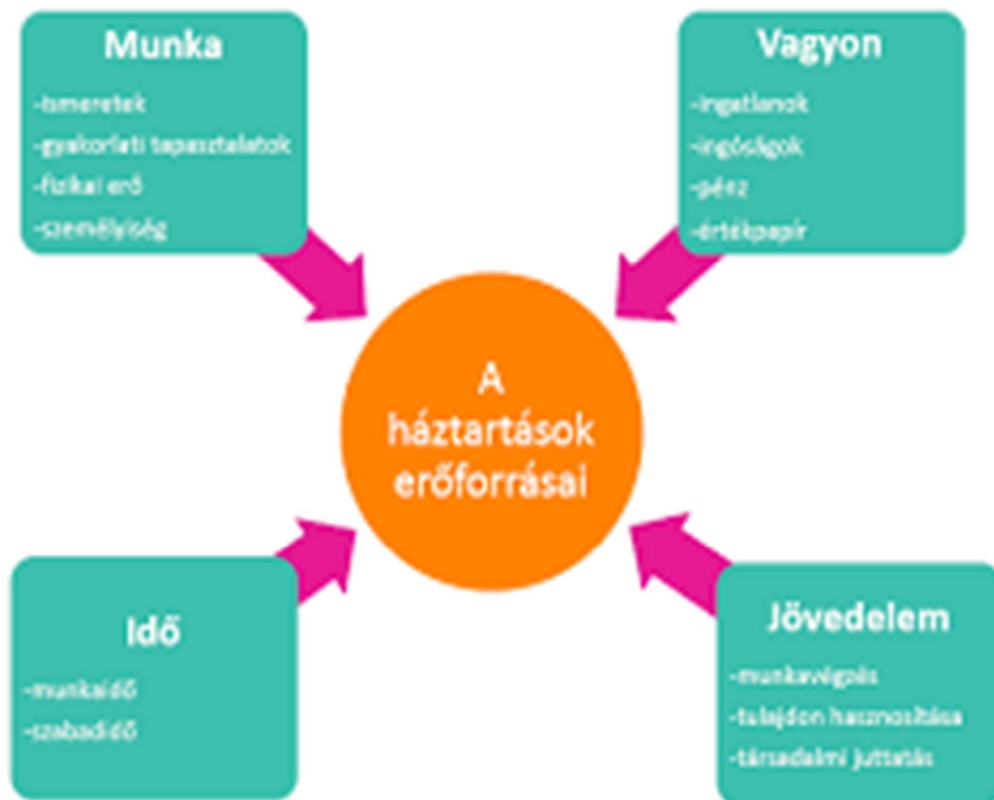 Munka
-ismeretek
-gyakorlati tapasztalatok
-fizikai erő
-személyiség
Vagyon
-ingatlanok
-ingóságok
-pénz
-értékpapír
A
háztartások
erőforrásai
Idő
-munkaidő
-szabadidő
Jövedelem
-munkavégzés
-tulajdon hasznosítása
-társadalmi juttatás